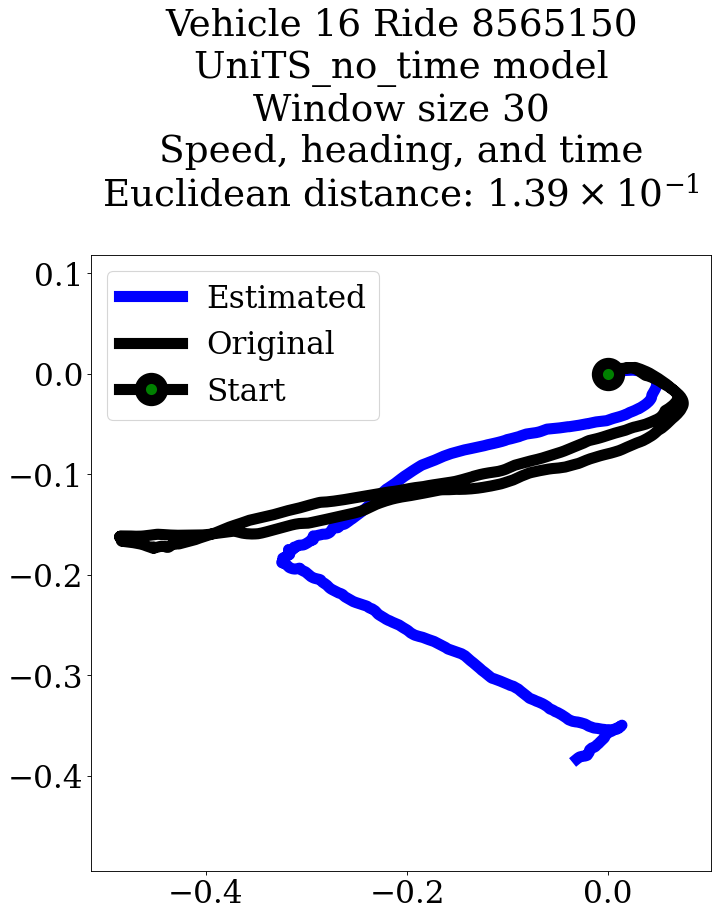 Vehicle 16 Ride 8565150
UniTS_no_time model
Window size 30
Speed, heading, and time
Euclidean distance: 1.39 × 10⁻¹
Estimated
Original
Start
0.1
0.0
−0.1
−0.2
−0.3
−0.4
−0.4 −0.2 0.0